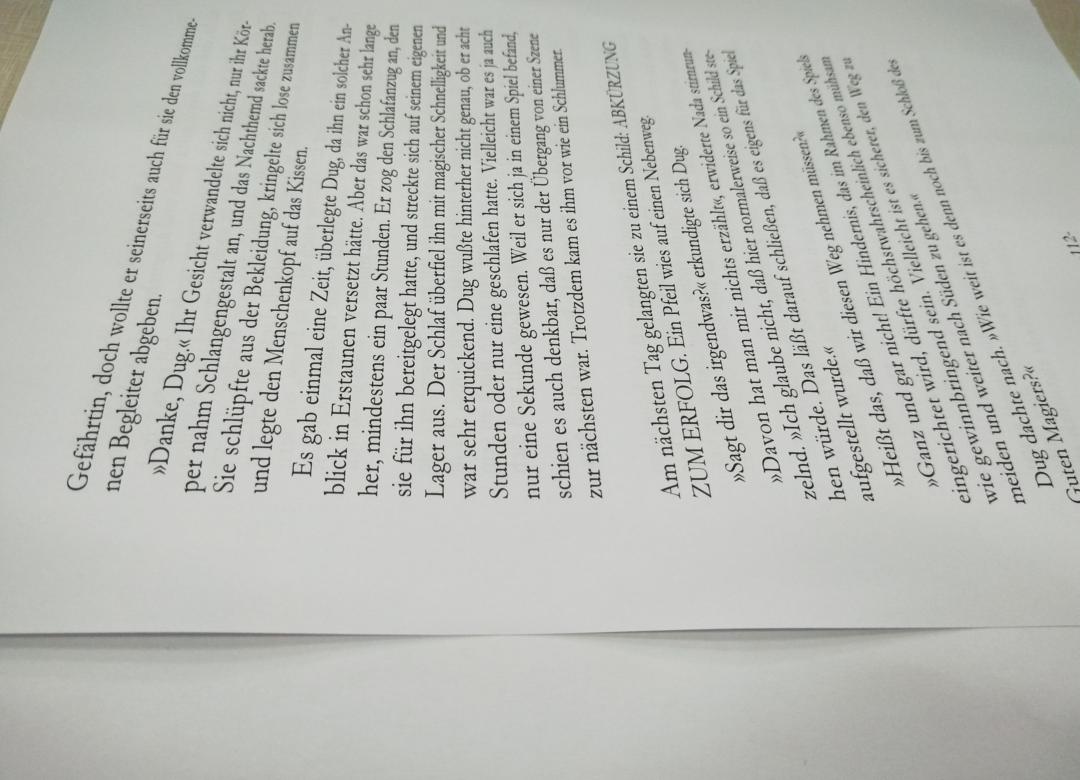 Gefährtin, doch wollte er seinerseits auch für sie den vollkomme-
nen Begleiter abgeben.
»Danke, Dug.« Ihr Gesicht verwandelte sich nicht, nur ihr Kör-
per nahm Schlangengestalt an, und das Nachthemd sackte herab.
Sie schlüpfte aus der Bekleidung, kringelte sich lose zusammen
und legte den Menschenkopf auf das Kissen.
Es gab einmal eine Zeit, überlegte Dug, da ihn ein solcher An-
blick in Erstaunen versetzt hätte. Aber das war schon sehr lange
her, mindestens ein paar Stunden. Er zog den Schlafanzug an, den
sie für ihn bereitgelegt hatte, und streckte sich auf seinem eigenen
Lager aus. Der Schlaf überfiel ihn mit magischer Schnelligkeit und
war sehr erquickend. Dug wußte hinterher nicht genau, ob er acht
Stunden oder nur eine geschlafen hatte. Vielleicht war es ja auch
nur eine Sekunde gewesen. Weil er sich ja in einem Spiel befand,
schien es auch denkbar, daß es nur der Übergang von einer Szene
zur nächsten war. Trotzdem kam es ihm vor wie ein Schlummer.
Am nächsten Tag gelangten sie zu einem Schild: ABKÜRZUNG
ZUM ERFOLG. Ein Pfeil wies auf einen Nebenweg.
»Sagt dir das irgendwas?« erkundigte sich Dug.
»Davon hat man mir nichts erzählt«, erwiderte Nada stirnrun-
zelnd. »Ich glaube nicht, daß hier normalerweise so ein Schild ste-
hen würde. Das läßt darauf schließen, daß es eigens für das Spiel
aufgestellt wurde.«
»Heißt das, daß wir diesen Weg nehmen müssen?«
»Ganz und gar nicht! Ein Hindernis, das im Rahmen des Spiels
eingerichtet wird, dürfte höchstwahrscheinlich ebenso mühsam
wie gewinnbringend sein. Vielleicht ist es sicherer, den Weg zu
meiden und weiter nach Süden zu gehen.«
Dug dachte nach. »Wie weit ist es denn noch bis zum Schloß des
Guten Magiers?«
112